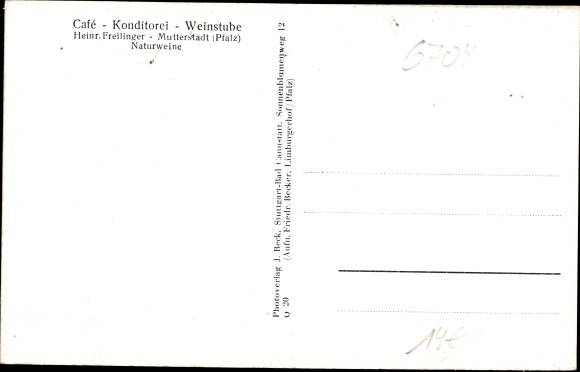 Café - Konditorei - Weinstube
Heinr. Freilinger - Mutterstadt (Pfalz)
Naturweine
6704
Photoverlag J. Beck, Stuttgart-Bad Cannstatt, Sonnenblumenweg 12
U 20 (Aufn. Friedr. Becker, Limburgerhof/Pfalz)
14€